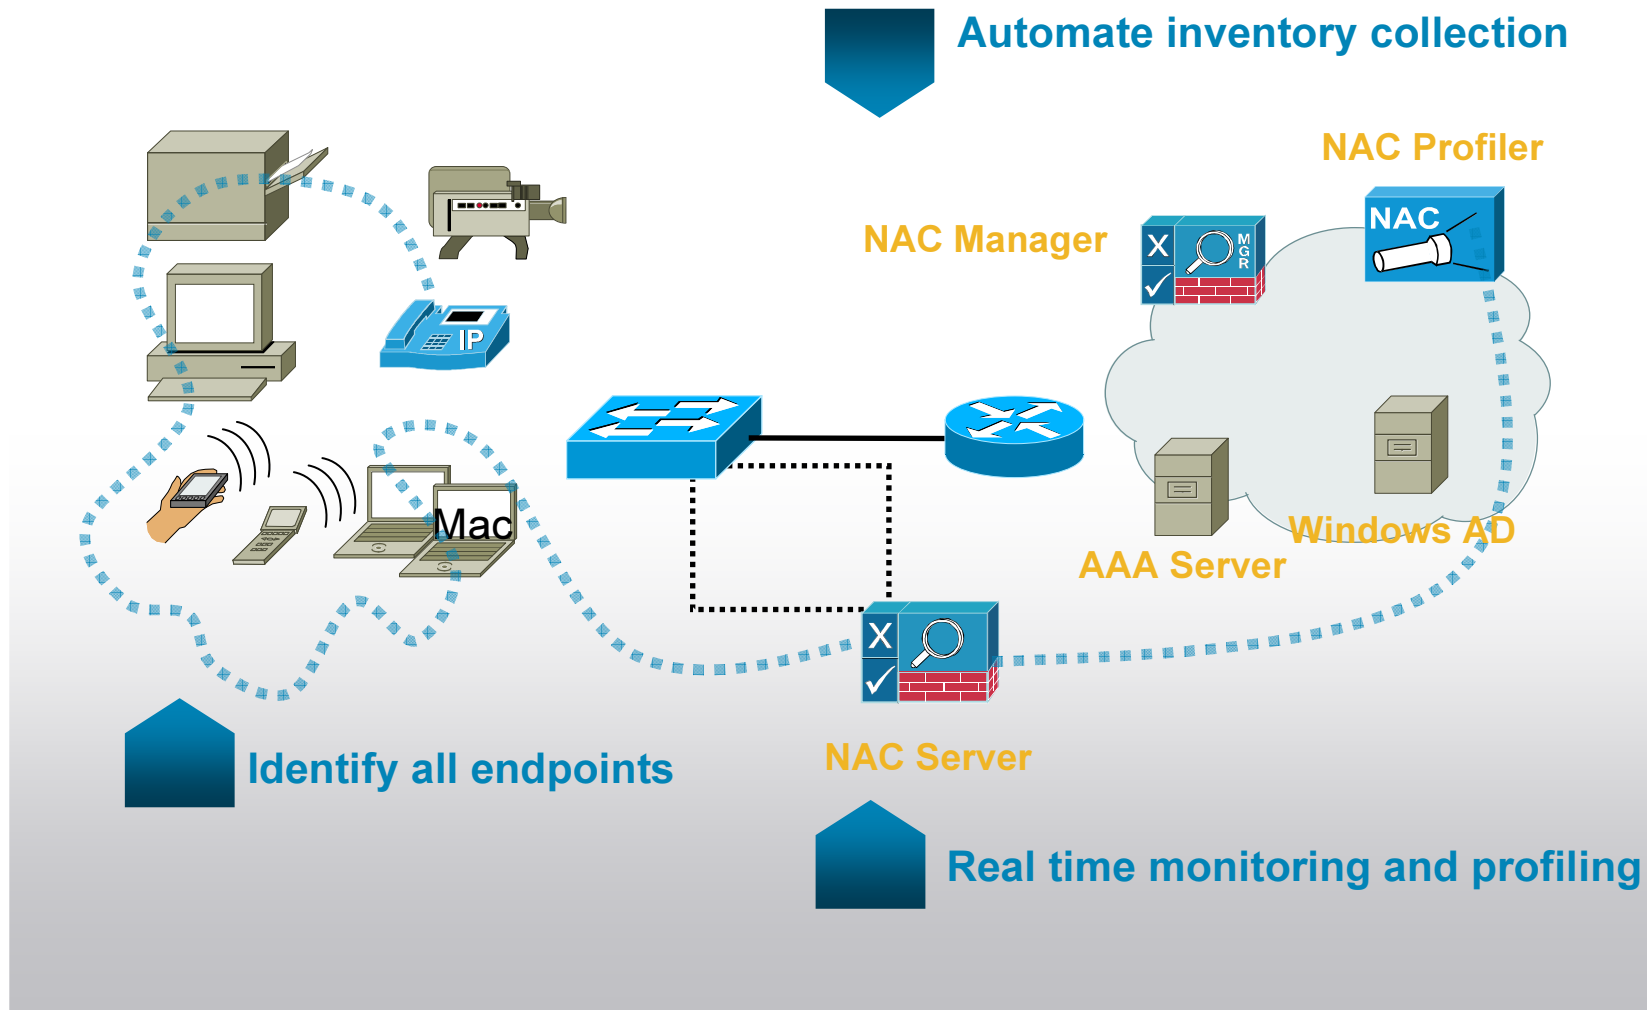 Automate inventory collection
NAC Profiler
NAC
NAC Manager
X
MGR
IP
Mac
Windows AD
AAA Server
X
NAC Server
Identify all endpoints
Real time monitoring and profiling